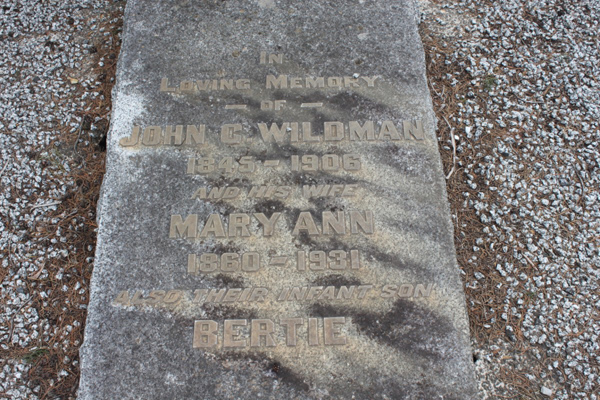 IN
LOVING MEMORY
— OF —
JOHN C. WILDMAN
1845 – 1906
AND HIS WIFE
MARY ANN
1860 – 1931
ALSO THEIR INFANT SON
BERTIE